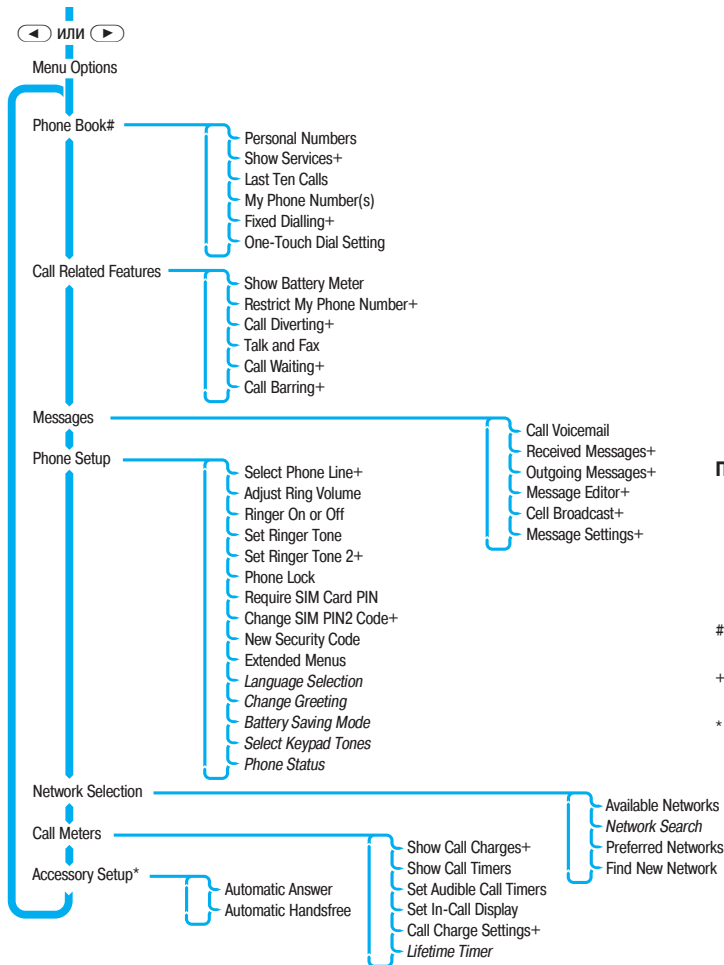 или
Menu Options
Phone Book#
Personal Numbers
Show Services+
Last Ten Calls
My Phone Number(s)
Fixed Dialling+
One-Touch Dial Setting
Call Related Features
Show Battery Meter
Restrict My Phone Number+
Call Diverting+
Talk and Fax
Call Waiting+
Call Barring+
Messages
Call Voicemail
Received Messages+
Outgoing Messages+
Message Editor+
Cell Broadcast+
Message Settings+
Phone Setup
Select Phone Line+
Adjust Ring Volume
Ringer On or Off
Set Ringer Tone
Set Ringer Tone 2+
Phone Lock
Require SIM Card PIN
Change SIM PIN2 Code+
New Security Code
Extended Menus
Language Selection
Change Greeting
Battery Saving Mode
Select Keypad Tones
Phone Status
Network Selection
Available Networks
Network Search
Preferred Networks
Find New Network
Call Meters
Show Call Charges+
Show Call Timers
Set Audible Call Timers
Set In-Call Display
Call Charge Settings+
Lifetime Timer
Accessory Setup*
Automatic Answer
Automatic Handsfree
#
+
*